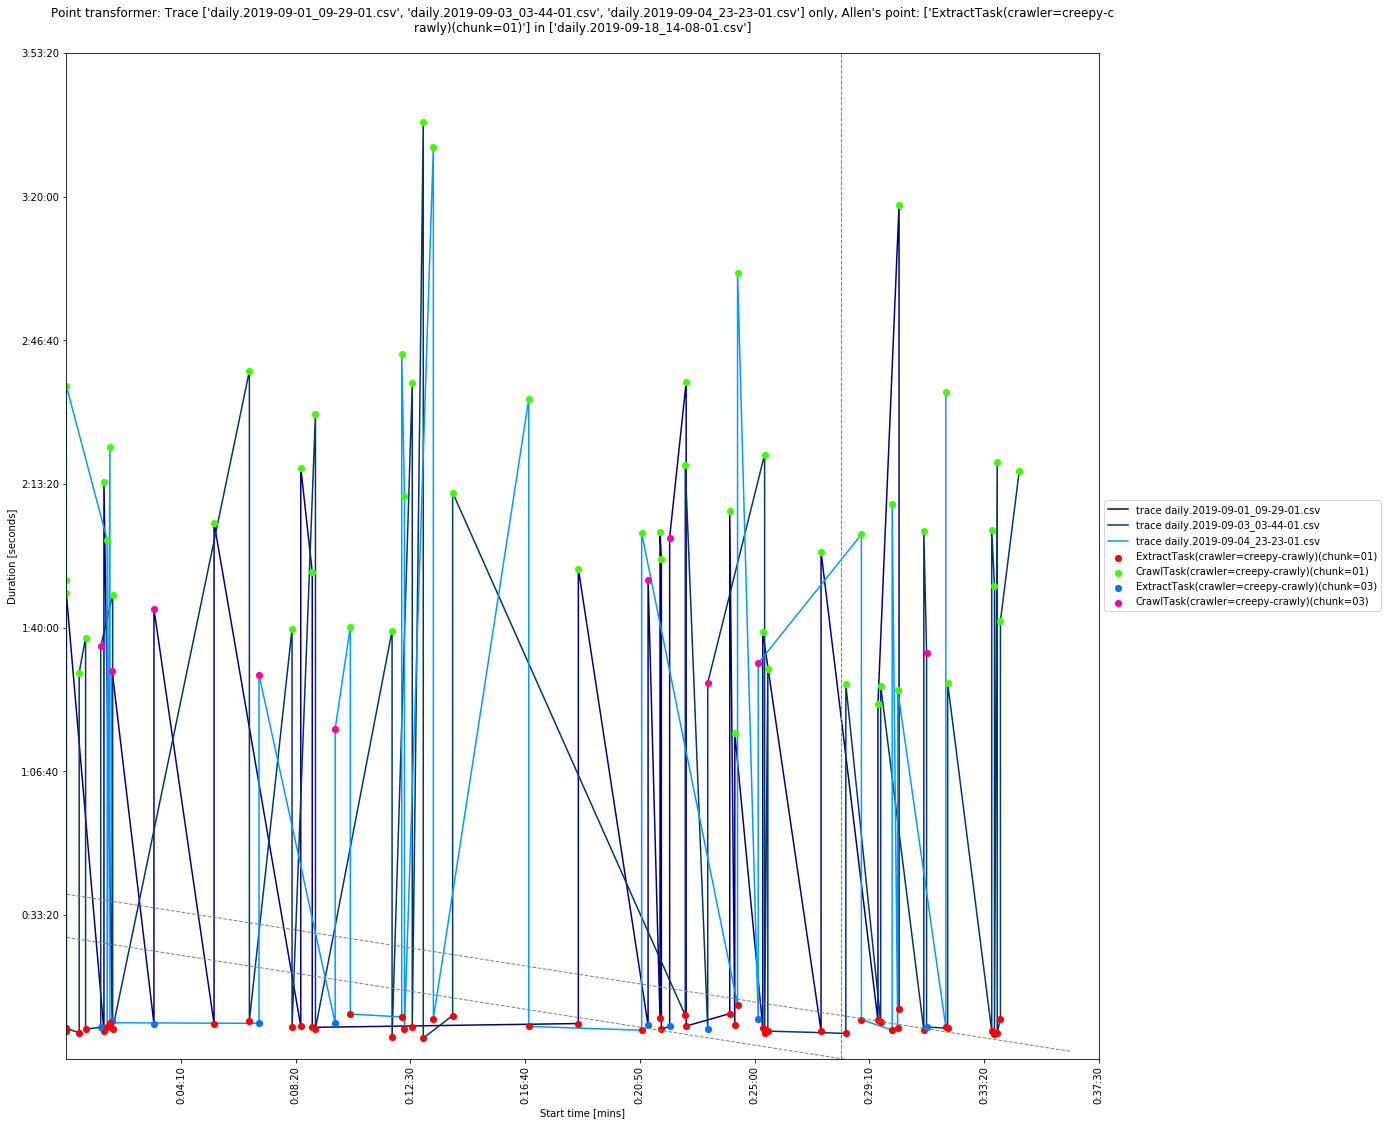 Point transformer: Trace ['daily.2019-09-01_09-29-01.csv', 'daily.2019-09-03_03-44-01.csv', 'daily.2019-09-04_23-23-01.csv'] only, Allen's point: ['ExtractTask(crawler=creepy-c
rawly)(chunk=01)'] in ['daily.2019-09-18_14-08-01.csv']
3:53:20
3:20:00
2:46:40
2:13:20
1:40:00
1:06:40
0:33:20
Duration [seconds]
0:04:10
0:08:20
0:12:30
0:16:40
0:20:50
0:25:00
0:29:10
0:33:20
0:37:30
Start time [mins]
trace daily.2019-09-01_09-29-01.csv
trace daily.2019-09-03_03-44-01.csv
trace daily.2019-09-04_23-23-01.csv
ExtractTask(crawler=creepy-crawly)(chunk=01)
CrawlTask(crawler=creepy-crawly)(chunk=01)
ExtractTask(crawler=creepy-crawly)(chunk=03)
CrawlTask(crawler=creepy-crawly)(chunk=03)